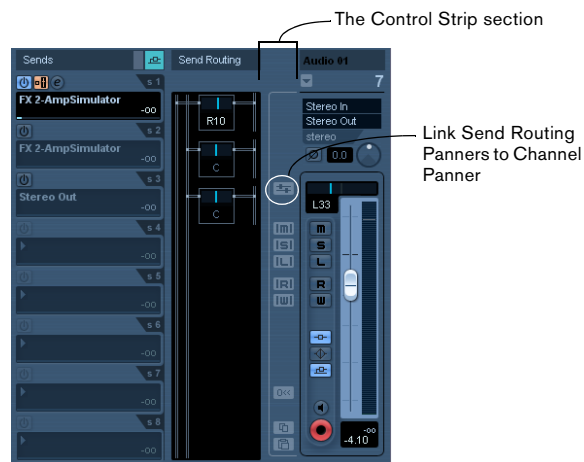 The Control Strip section
Sends
Send Routing
Audio 01
e
s 1
7
FX 2-AmpSimulator
-oo
R10
Stereo In
Stereo Out
stereo
s 2
FX 2-AmpSimulator
-oo
C
0.0
Link Send Routing
Panners to Channel
Panner
s 3
Stereo Out
-oo
C
L33
s 4
-oo
[M]
M
[S]
S
[L]
L
s 5
-oo
[R]
R
[W]
W
s 6
-oo
s 7
-oo
0<<
s 8
-oo
-oo
-4.10